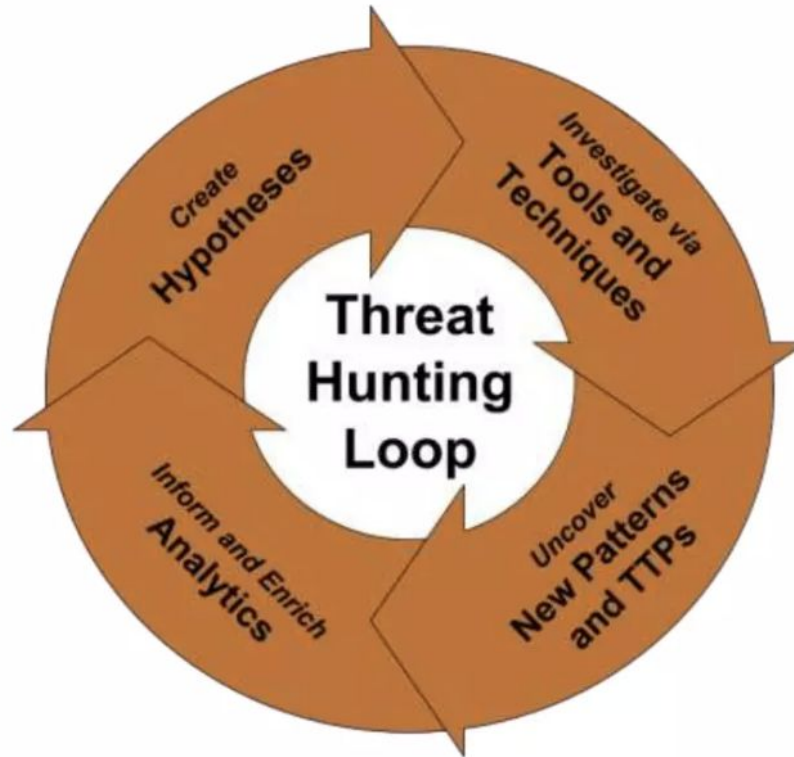 Threat
Hunting
Loop
Create
Hypotheses
Investigate via
Tools and
Techniques
Uncover
New Patterns
and TTPs
Inform and Enrich
Analytics